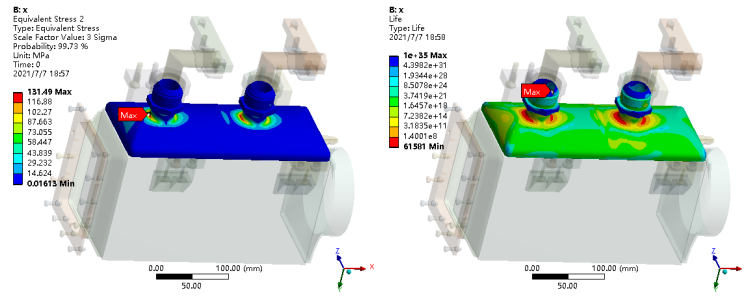 B: x
Equivalent Stress 2
Type: Equivalent Stress
Scale Factor Value: 3 Sigma
Probability: 99.73 %
Unit: MPa
Time: 0
2021/7/7 18:57
131.49 Max
116.88
102.27
87.663
73.055
58.447
43.839
29.232
14.624
0.01613 Min
Max
0.00
100.00 (mm)
50.00
Z
X
Y
B: x
Life
Type: Life
2021/7/7 18:58
1e+35 Max
4.3982e+31
1.9344e+28
8.5078e+24
3.7419e+21
1.6457e+18
7.2382e+14
3.1835e+11
1.4001e8
61581 Min
Max
0.00
100.00 (mm)
50.00
Z
X
Y